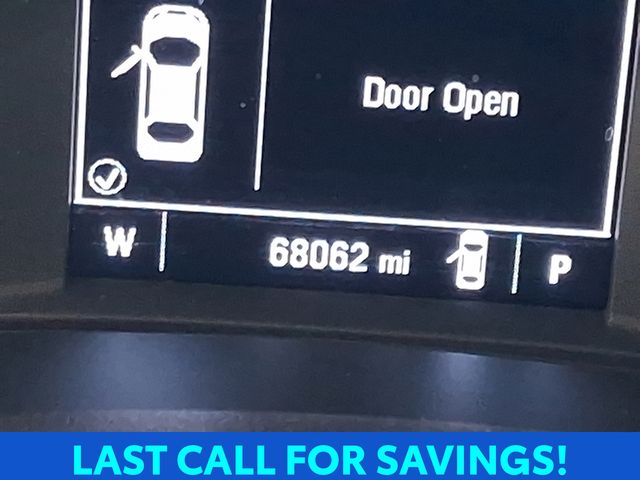 Door Open
W 68062 mi P
LAST CALL FOR SAVINGS!